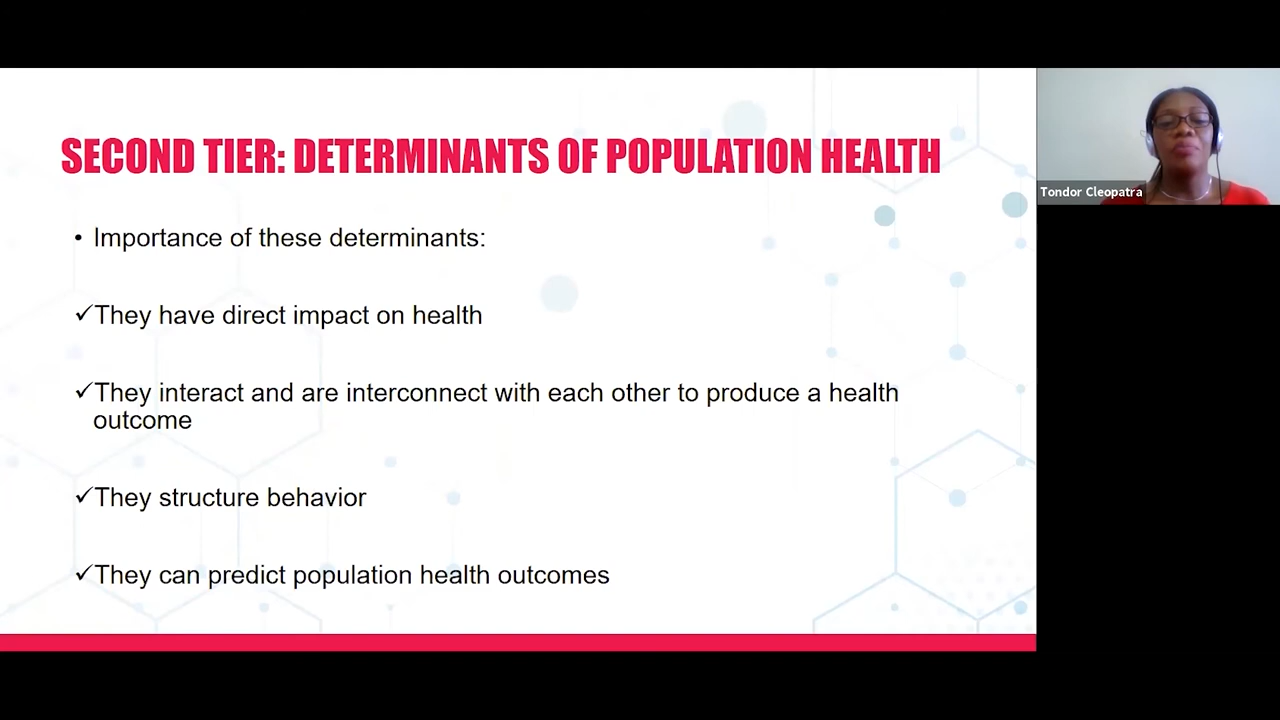 SECOND TIER: DETERMINANTS OF POPULATION HEALTH
• Importance of these determinants:
✓They have direct impact on health
✓They interact and are interconnect with each other to produce a health
outcome
✓They structure behavior
✓They can predict population health outcomes
Tondor Cleopatra